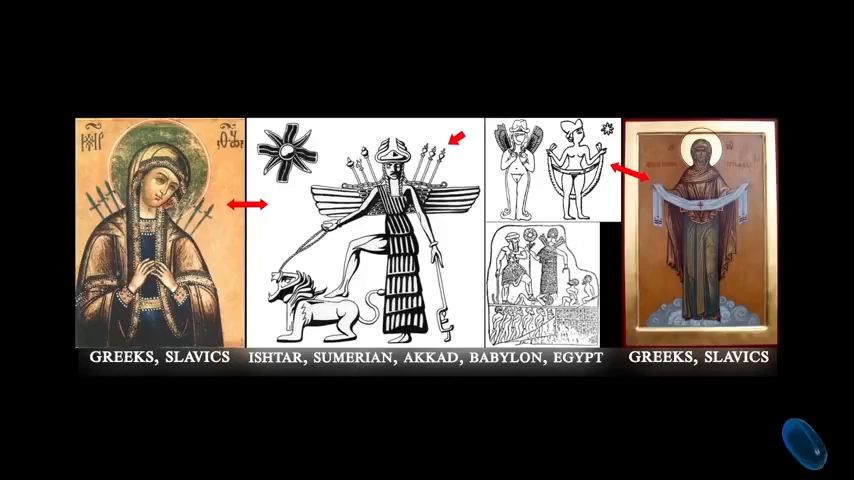 GREEKS, SLAVICS
ISHTAR, SUMERIAN, AKKAD, BABYLON, EGYPT
GREEKS, SLAVICS